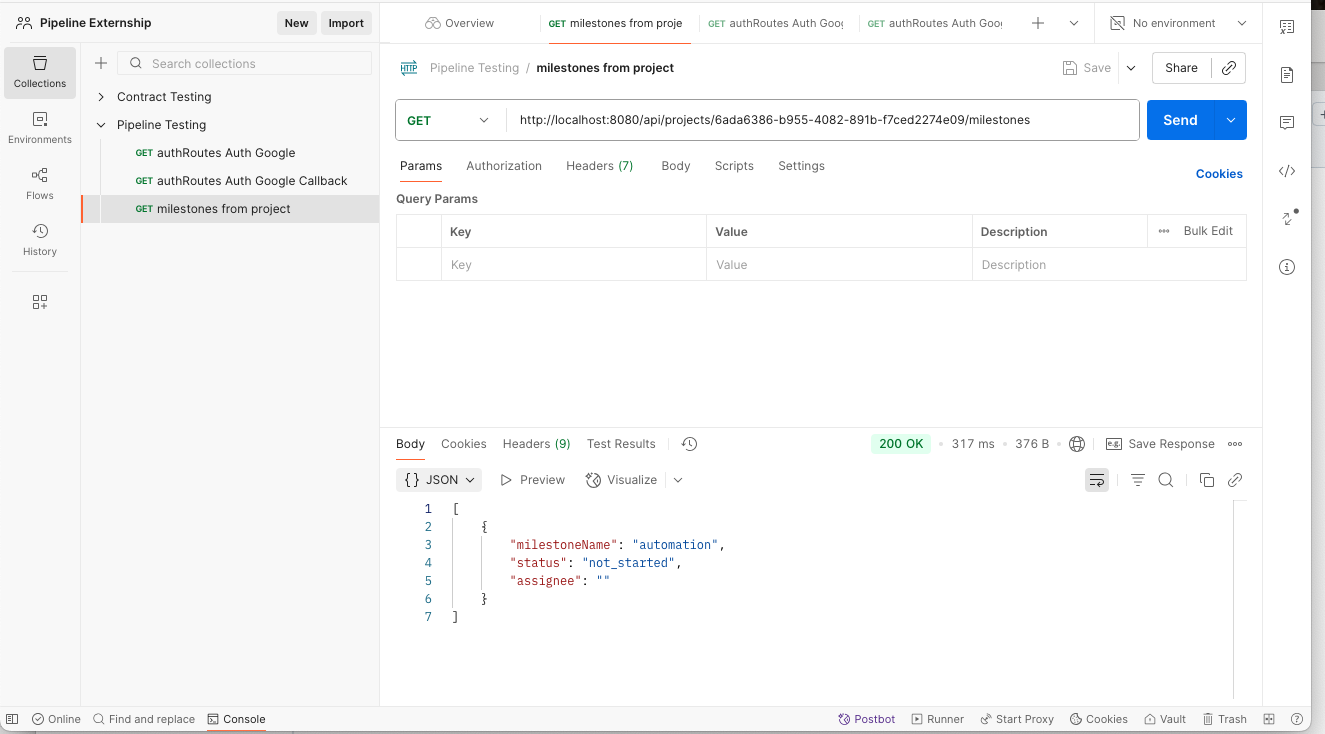 Pipeline Externship
New
Import
Overview
GET milestones from proje
GET authRoutes Auth Goog
GET authRoutes Auth Goog
No environment
Collections
Environments
Flows
History
Search collections
Contract Testing
Pipeline Testing
GET authRoutes Auth Google
GET authRoutes Auth Google Callback
GET milestones from project
HTTP
Pipeline Testing / milestones from project
Save
Share
GET
http://localhost:8080/api/projects/6ada6386-b955-4082-891b-f7ced2274e09/milestones
Send
Params
Authorization
Headers (7)
Body
Scripts
Settings
Cookies
Query Params
Key
Value
Description
Bulk Edit
Key
Value
Description
Body
Cookies
Headers (9)
Test Results
200 OK
317 ms
376 B
e.g.
Save Response
{} JSON
Preview
Visualize
1 [
2 {
3 "milestoneName": "automation",
4 "status": "not_started",
5 "assignee": ""
6 }
7 ]
Online
Find and replace
Console
Postbot
Runner
Start Proxy
Cookies
Vault
Trash